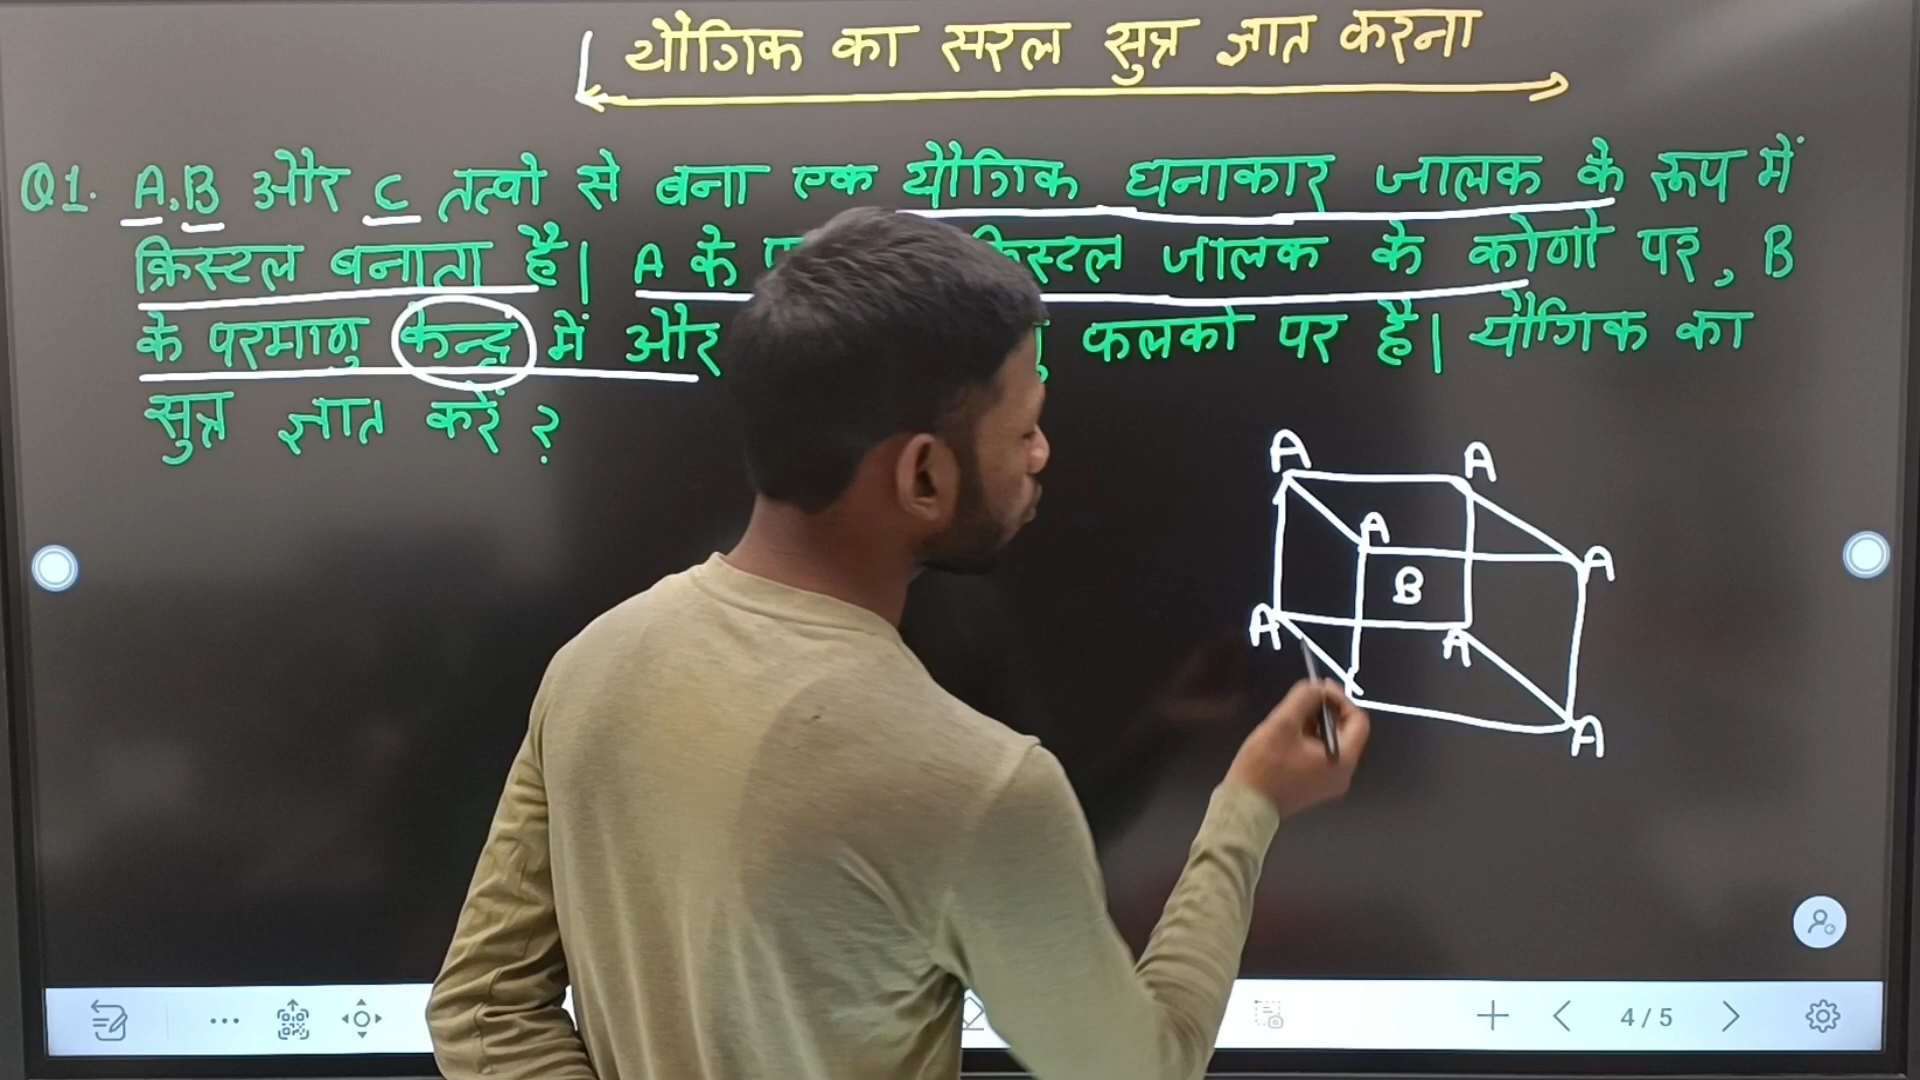 यौगिक का सरल सुत्र ज्ञात करना
Q1. A,B और C तत्वो से बना एक यौगिक घनाकार जालक के रूप में
क्रिस्टल बनाता है। A के जालक के कोणो पर, B
के परमाणु केन्द्र में और फलको पर है। यौगिक का
सुत्र ज्ञात करें ?
A A
A A
B
A A
A
4/5